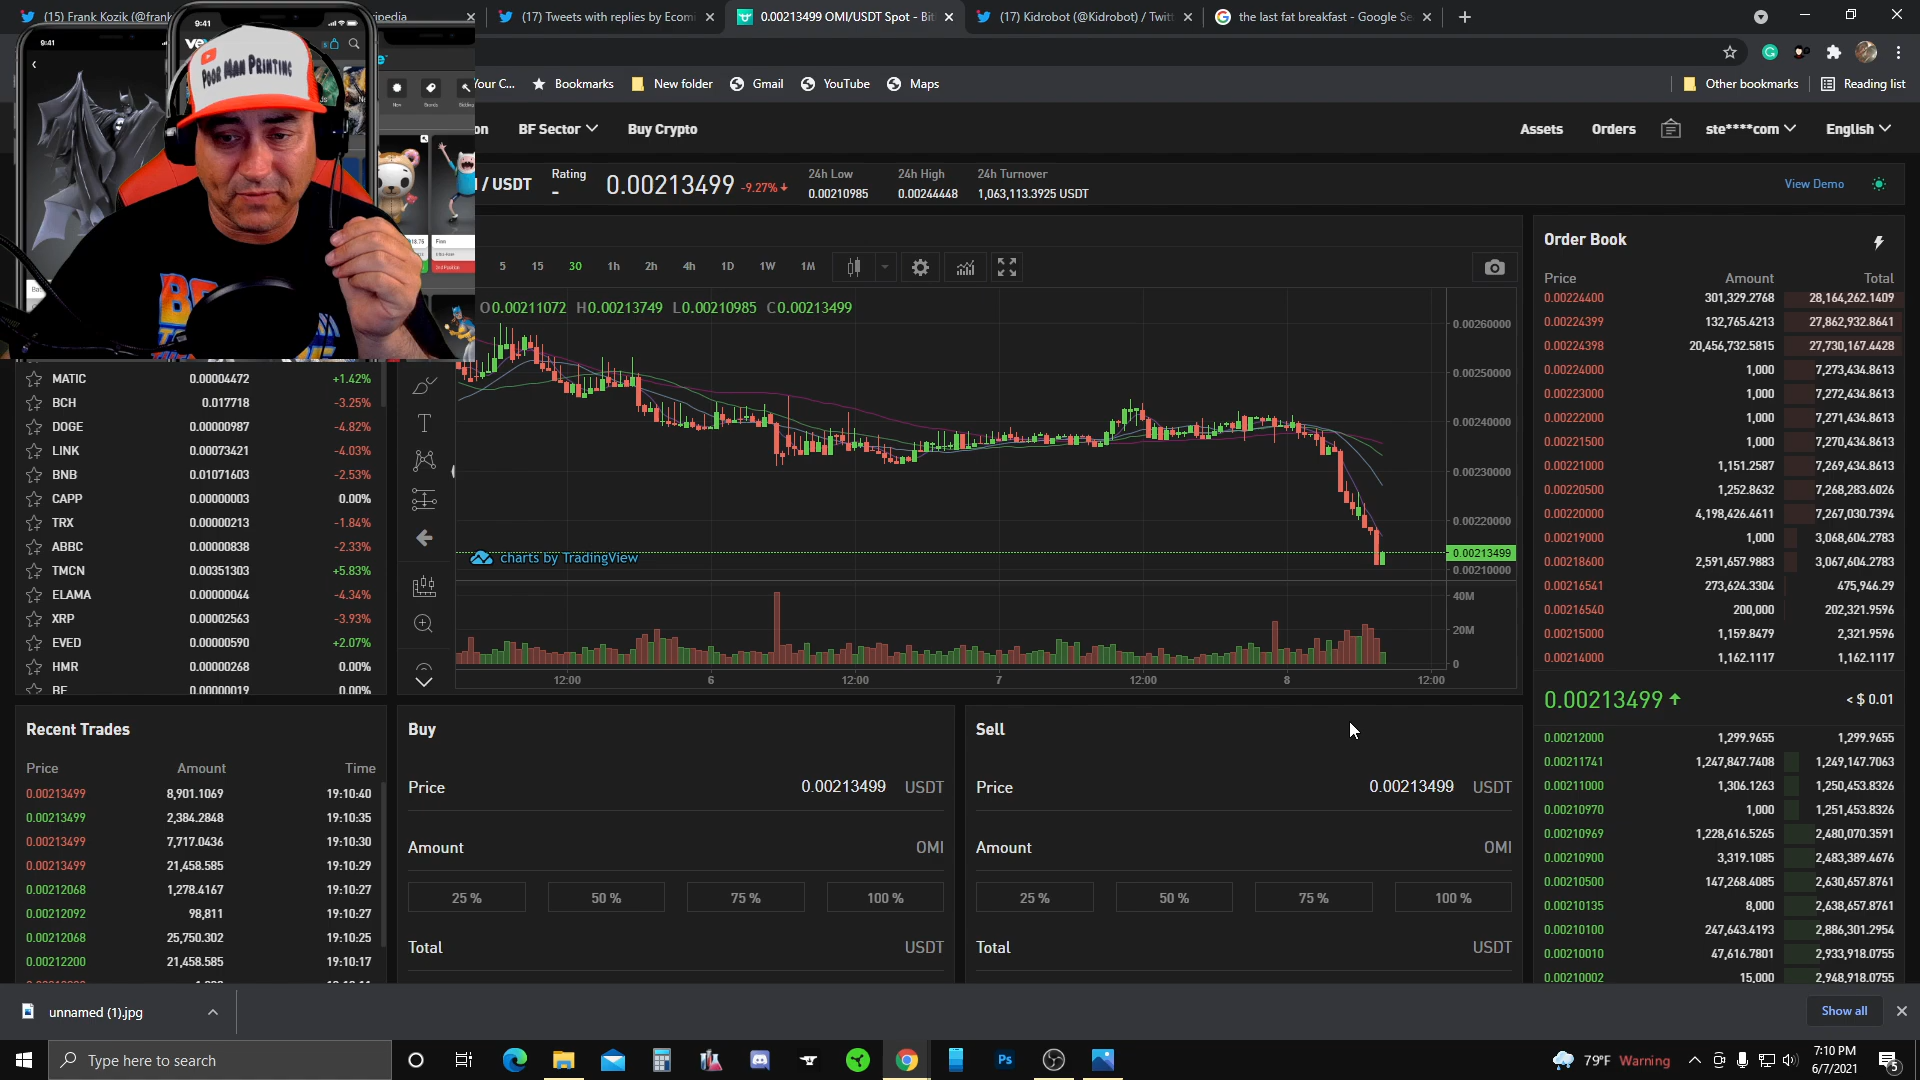 (15) Frank Kozik (@frank
ipedia
(17) Tweets with replies by Ecomi
0.00213499 OMI/USDT Spot - Bit
(17) Kidrobot (@Kidrobot) / Twitt
the last fat breakfast - Google Se
Your C...
Bookmarks
New folder
Gmail
YouTube
Maps
Other bookmarks
Reading list
9:41
9:41
POOR MAN PRINTING
on
BF Sector
Buy Crypto
Assets
Orders
ste****com
English
/ USDT
Rating
-
0.00213499
-9.27%
24h Low
0.00210985
24h High
0.00244448
24h Turnover
1,063,113.3925 USDT
View Demo
5 15 30 1h 2h 4h 1D 1W 1M
O0.00211072 H0.00213749 L0.00210985 C0.00213499
0.00260000
0.00250000
0.00240000
0.00230000
0.00220000
0.00213499
0.00210000
charts by TradingView
40M
20M
0
12:00 6 12:00 7 12:00 8 12:00
MATIC 0.00004472 +1.42%
BCH 0.017718 -3.25%
DOGE 0.00000987 -4.82%
LINK 0.00073421 -4.03%
BNB 0.01071603 -2.53%
CAPP 0.00000003 0.00%
TRX 0.00000213 -1.84%
ABBC 0.00000838 -2.33%
TMCN 0.00351303 +5.83%
ELAMA 0.00000044 -4.34%
XRP 0.00002563 -3.93%
EVED 0.00000590 +2.07%
HMR 0.00000268 0.00%
BF 0.00000019 0.00%
Order Book
Price Amount Total
0.00224400 301,329.2768 28,164,262.1409
0.00224399 132,765.4213 27,862,932.8641
0.00224398 20,456,732.5815 27,730,167.4428
0.00224000 1,000 7,273,434.8613
0.00223000 1,000 7,272,434.8613
0.00222000 1,000 7,271,434.8613
0.00221500 1,000 7,270,434.8613
0.00221000 1,151.2587 7,269,434.8613
0.00220500 1,252.8632 7,268,283.6026
0.00220000 4,198,426.4611 7,267,030.7394
0.00219000 1,000 3,068,604.2783
0.00218600 2,591,657.9883 3,067,604.2783
0.00216541 273,624.3304 475,946.29
0.00216540 200,000 202,321.9596
0.00215000 1,159.8479 2,321.9596
0.00214000 1,162.1117 1,162.1117
0.00213499
< $ 0.01
0.00212000 1,299.9655 1,299.9655
0.00211741 1,247,847.7408 1,249,147.7063
0.00211000 1,306.1263 1,250,453.8326
0.00210970 1,000 1,251,453.8326
0.00210969 1,228,616.5265 2,480,070.3591
0.00210900 3,319.1085 2,483,389.4676
0.00210500 147,268.4085 2,630,657.8761
0.00210135 8,000 2,638,657.8761
0.00210100 247,643.4193 2,886,301.2954
0.00210010 47,616.7801 2,933,918.0755
0.00210002 15,000 2,948,918.0755
Recent Trades
Price Amount Time
0.00213499 8,901.1069 19:10:40
0.00213499 2,384.2848 19:10:35
0.00213499 7,717.0436 19:10:30
0.00213499 21,458.585 19:10:29
0.00212068 1,278.4167 19:10:27
0.00212092 98,811 19:10:27
0.00212068 25,750.302 19:10:25
0.00212200 21,458.585 19:10:17
Buy
Price 0.00213499 USDT
Amount OMI
25 % 50 % 75 % 100 %
Total USDT
Sell
Price 0.00213499 USDT
Amount OMI
25 % 50 % 75 % 100 %
Total USDT
unnamed (1).jpg
Show all
Type here to search
Ps
79°F Warning
7:10 PM
6/7/2021
5